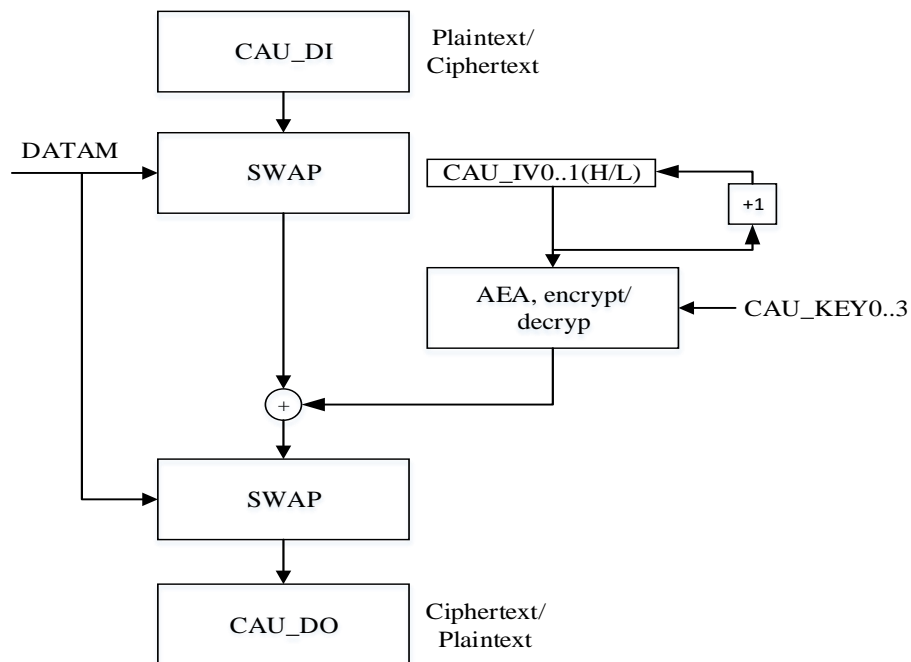 CAU_DI
Plaintext/
Ciphertext
DATAM
SWAP
CAU_IV0..1(H/L)
+1
AEA, encrypt/
decryp
CAU_KEY0..3
+
SWAP
CAU_DO
Ciphertext/
Plaintext